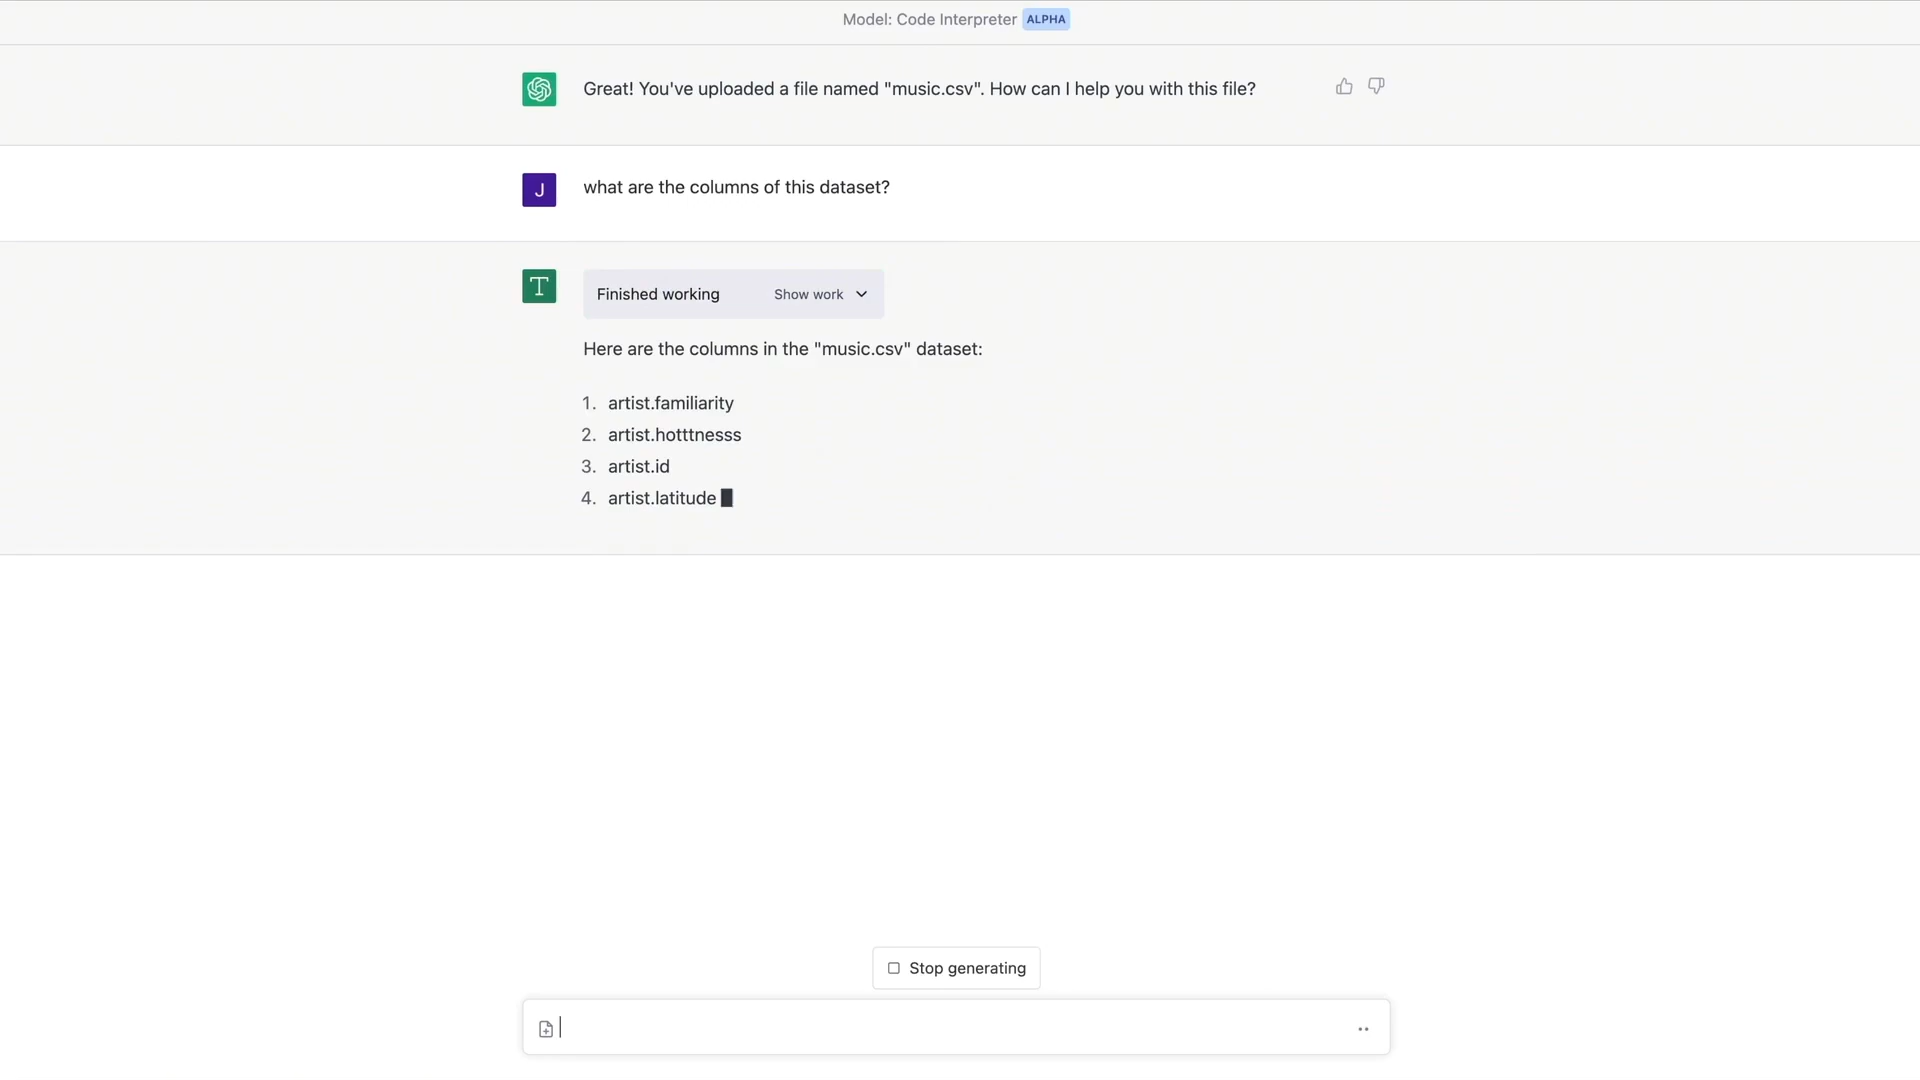 Model: Code Interpreter ALPHA
Great! You've uploaded a file named "music.csv". How can I help you with this file?
J
what are the columns of this dataset?
T
Finished working Show work
Here are the columns in the "music.csv" dataset:
1. artist.familiarity
2. artist.hotttnesss
3. artist.id
4. artist.latitude
Stop generating